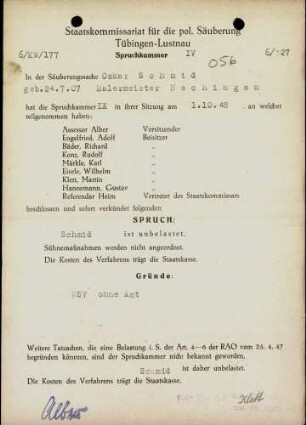 Staatskommissariat für die pol. Säuberung
Tübingen-Lustnau
Spruchkammer IV
6/XV/177
056
In der Säuberungssache Oskar Schmid
geb. 24.7.07 Malermeister Hechingen
hat die Spruchkammer IX in ihrer Sitzung am 1.10.48, an welcher
teilgenommen haben:
Assessor Alber Vorsitzender
Engelfried, Adolf Beisitzer
Bäder, Richard "
Konz, Rudolf "
Märkle, Karl "
Eisele, Wilhelm "
Klett, Martin "
Hannemann, Gustav "
Referendar Heim Vertreter des Staatskommissars
beschlossen und sofort verkündet folgenden
SPRUCH:
Schmid
ist unbelastet.
Sühnemaßnahmen werden nicht angeordnet.
Die Kosten des Verfahrens trägt die Staatskasse.
Gründe:
NSV ohne Amt
Weitere Tatsachen, die eine Belastung i. S. der Art. 4—6 der RAO vom 25. 4. 47
begründen könnten, sind der Spruchkammer nicht bekannt geworden.
Schmid ist daher unbelastet.
Die Kosten des Verfahrens trägt die Staatskasse.
Alber Klett